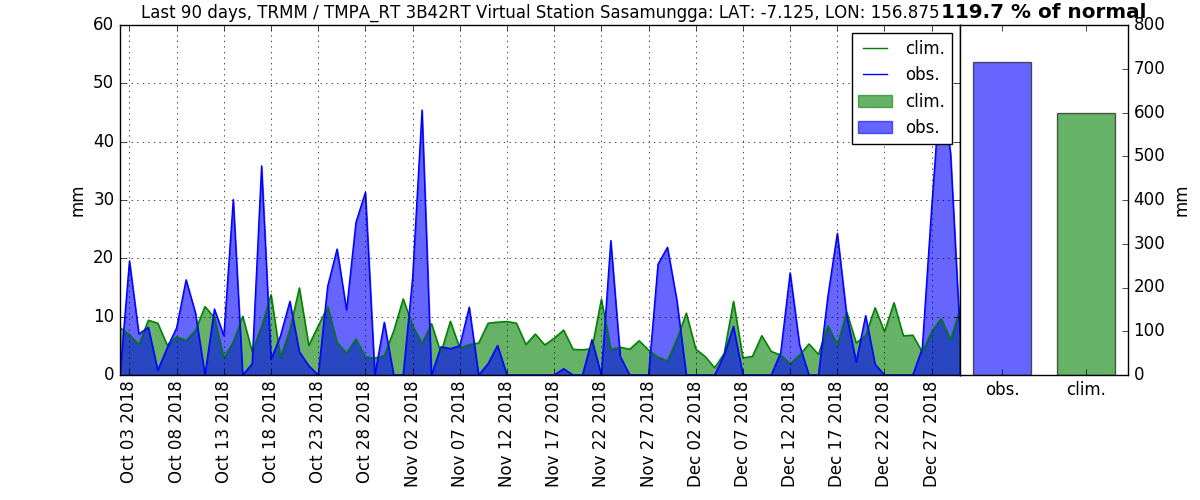 Last 90 days, TRMM / TMPA_RT 3B42RT Virtual Station Sasamungga: LAT: -7.125, LON: 156.875 119.7 % of normal
60
50
40
30
20
10
0
mm
clim.
obs.
clim.
obs.
800
700
600
500
400
300
200
100
0
mm
obs.
clim.
Oct 03 2018
Oct 08 2018
Oct 13 2018
Oct 18 2018
Oct 23 2018
Oct 28 2018
Nov 02 2018
Nov 07 2018
Nov 12 2018
Nov 17 2018
Nov 22 2018
Nov 27 2018
Dec 02 2018
Dec 07 2018
Dec 12 2018
Dec 17 2018
Dec 22 2018
Dec 27 2018